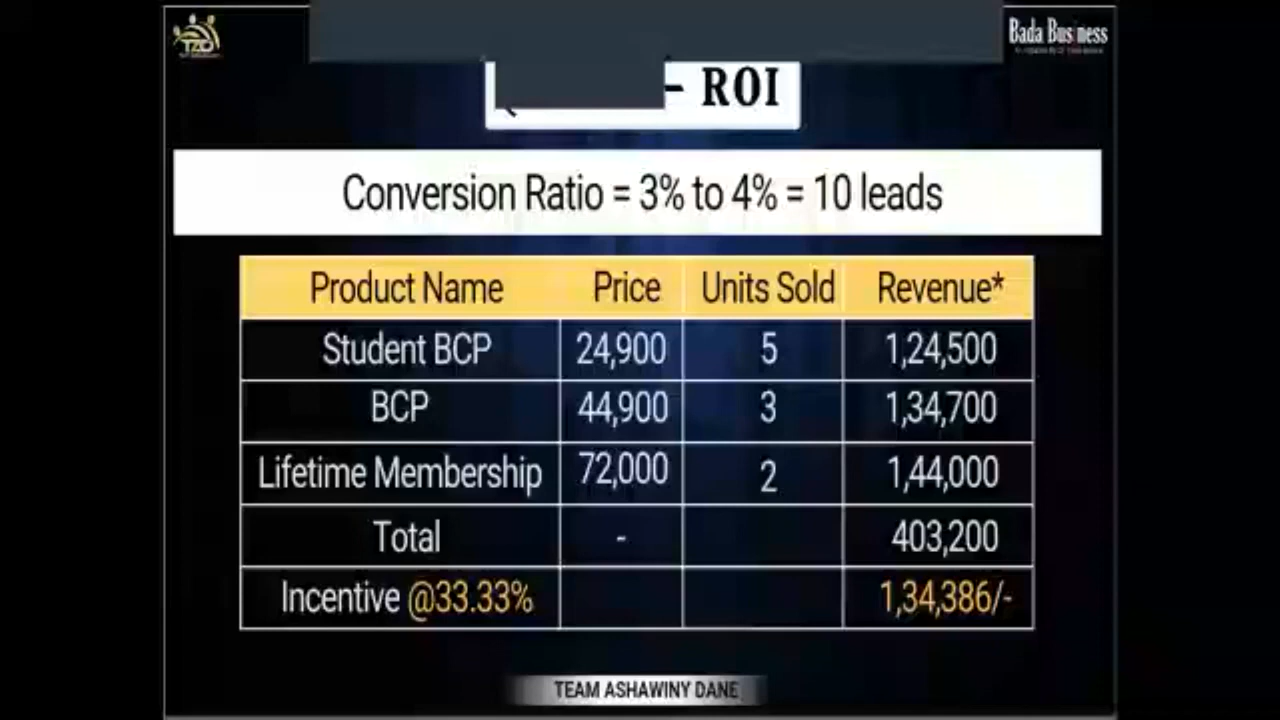 TZO
Bada Business
– ROI
Conversion Ratio = 3% to 4% = 10 leads
Product Name Price Units Sold Revenue*
Student BCP 24,900 5 1,24,500
BCP 44,900 3 1,34,700
Lifetime Membership 72,000 2 1,44,000
Total - 403,200
Incentive @33.33% 1,34,386/-
TEAM ASHAWINY DANE